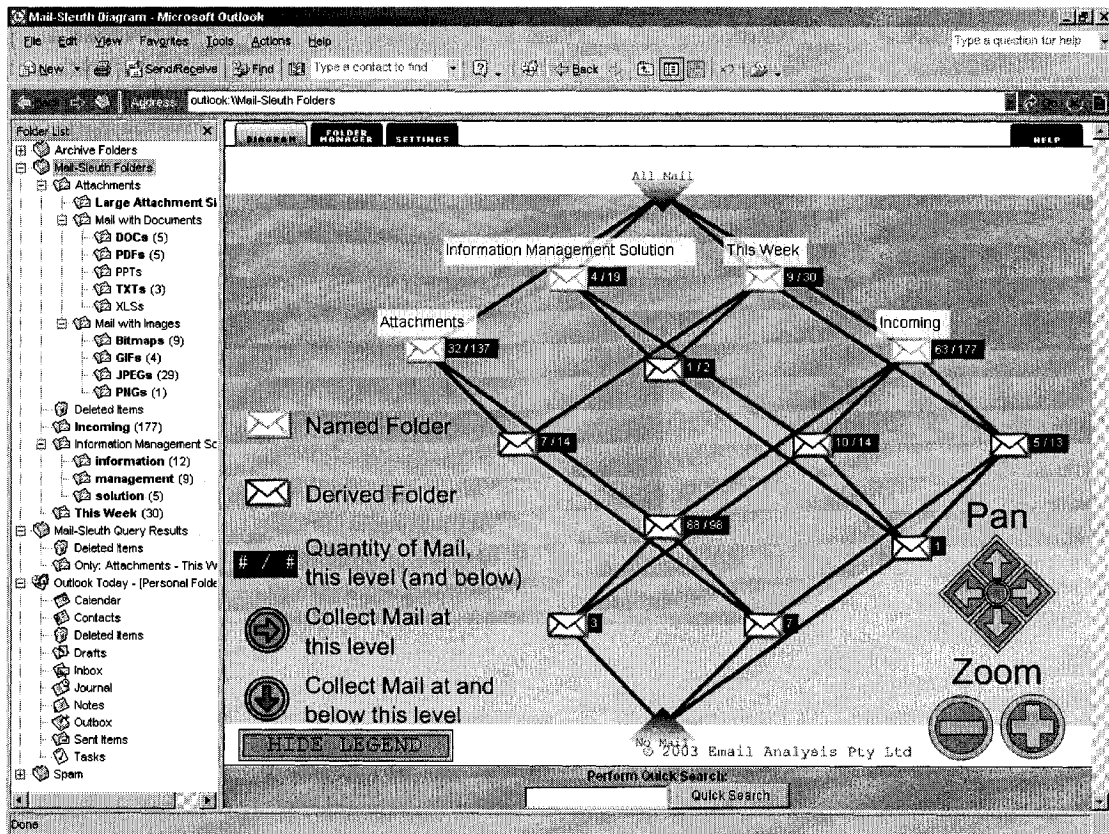 Mail-Sleuth Diagram - Microsoft Outlook
File Edit View Favorites Tools Actions Help
Type a question for help
New Send/Receive Find Type a contact to find Back
Back Address outlook:\\Mail-Sleuth Folders Go
Folder List
DIAGRAM FOLDER MANAGER SETTINGS HELP
Archive Folders
Mail-Sleuth Folders
Attachments
Large Attachment Si
Mail with Documents
DOCs (5)
PDFs (5)
PPTs
TXTs (3)
XLSs
Mail with Images
Bitmaps (9)
GIFs (4)
JPEGs (29)
PNGs (1)
Deleted Items
Incoming (177)
Information Management Sc
information (12)
management (9)
solution (5)
This Week (30)
Mail-Sleuth Query Results
Deleted Items
Only: Attachments - This W
Outlook Today - [Personal Folde
Calendar
Contacts
Deleted Items
Drafts
Inbox
Journal
Notes
Outbox
Sent Items
Tasks
Spam
All Mail
Information Management Solution
This Week
4 / 19
9 / 30
Attachments
Incoming
32 / 137
63 / 177
1 / 2
7 / 14
10 / 14
5 / 13
68 / 98
1
3
7
No Mail
Named Folder
Derived Folder
# / #
Quantity of Mail,
this level (and below)
Collect Mail at
this level
Collect Mail at and
below this level
HIDE LEGEND
Pan
Zoom
© 2003 Email Analysis Pty Ltd
Perform Quick Search:
Quick Search
Done